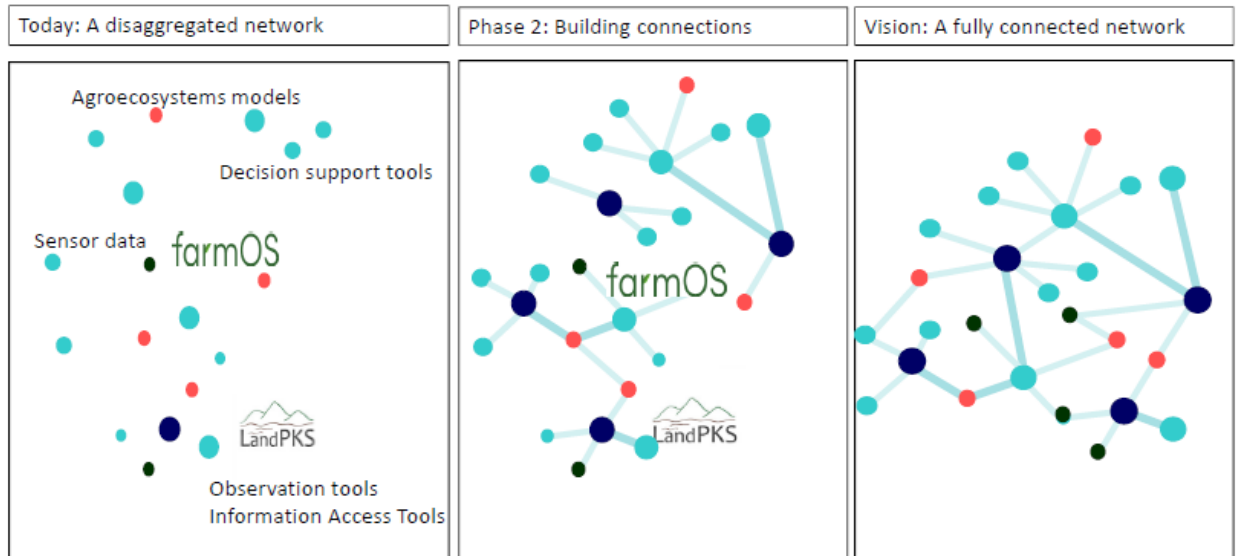 Today: A disaggregated network
Phase 2: Building connections
Vision: A fully connected network
Agroecosystems models
Decision support tools
Sensor data
farmOS
LandPKS
Observation tools
Information Access Tools
farmOS
LandPKS